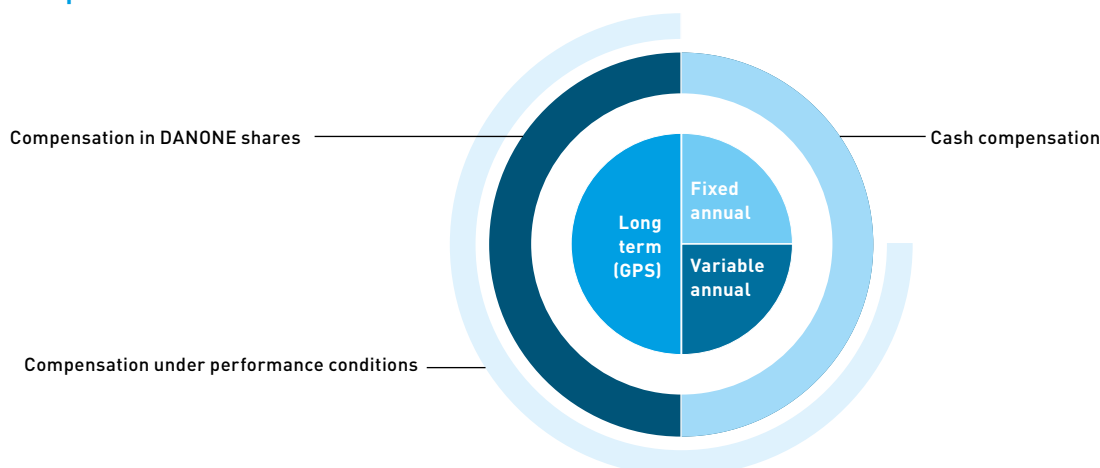 Compensation in DANONE shares
Cash compensation
Fixed
annual
Long
term
(GPS)
Variable
annual
Compensation under performance conditions